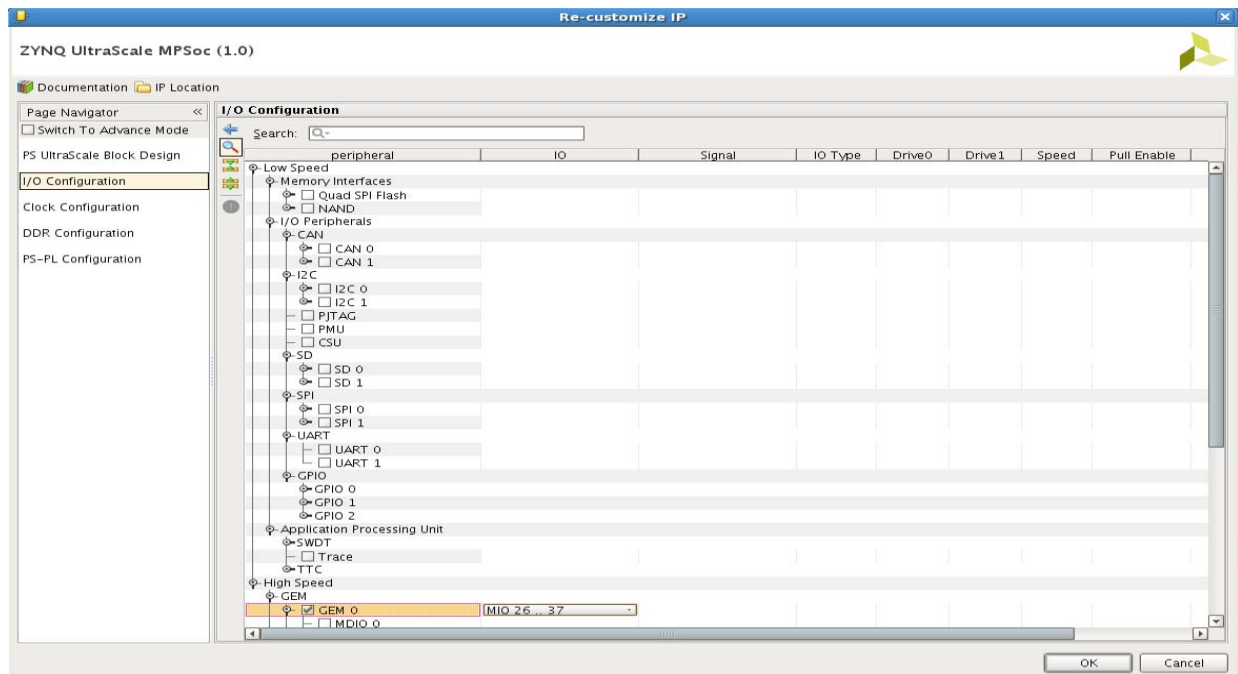 Re-customize IP
ZYNQ UltraScale MPSoc (1.0)
Documentation IP Location
Page Navigator «
Switch To Advance Mode
PS UltraScale Block Design
I/O Configuration
Clock Configuration
DDR Configuration
PS-PL Configuration
I/O Configuration
Search:
peripheral IO Signal IO Type Drive0 Drive1 Speed Pull Enable
Low Speed
Memory Interfaces
Quad SPI Flash
NAND
I/O Peripherals
CAN
CAN 0
CAN 1
I2C
I2C 0
I2C 1
PJTAG
PMU
CSU
SD
SD 0
SD 1
SPI
SPI 0
SPI 1
UART
UART 0
UART 1
GPIO
GPIO 0
GPIO 1
GPIO 2
Application Processing Unit
SWDT
Trace
TTC
High Speed
GEM
GEM 0 MIO 26 .. 37
MDIO 0
OK Cancel